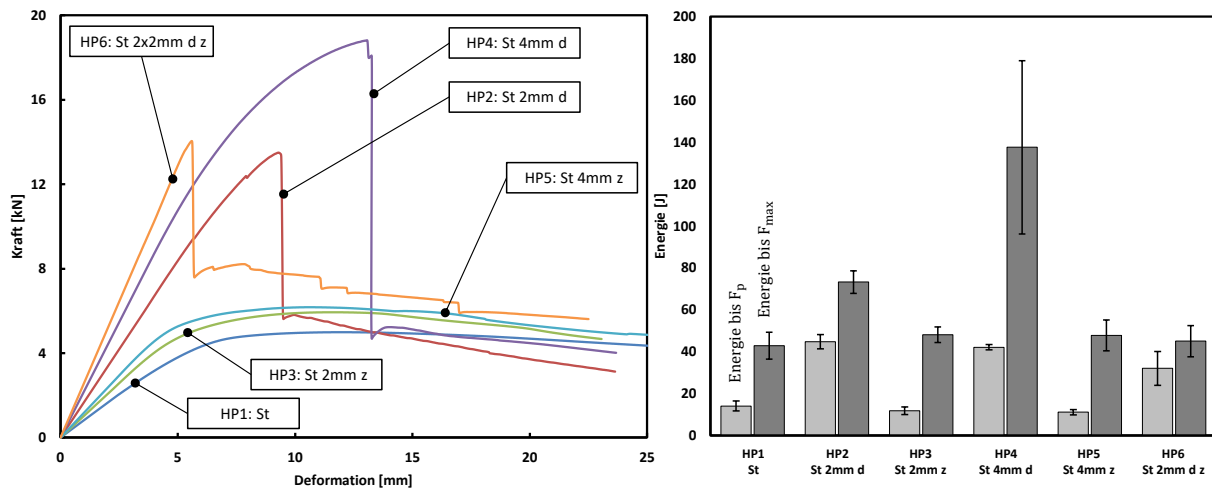 20
16
12
8
4
0
Kraft [kN]
HP6: St 2x2mm d z
HP4: St 4mm d
HP2: St 2mm d
HP5: St 4mm z
HP3: St 2mm z
HP1: St
0 5 10 15 20 25
Deformation [mm]
200
180
160
140
120
100
80
60
40
20
0
Energie [J]
Energie bis Fp
Energie bis Fmax
HP1 HP2 HP3 HP4 HP5 HP6
St St 2mm d St 2mm z St 4mm d St 4mm z St 2mm d z